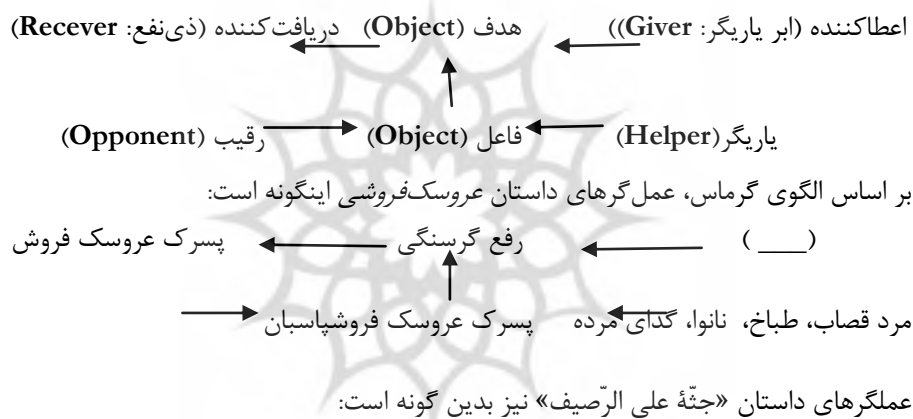 اعطاکننده (ابر یاریگر: Giver)) هدف (Object) دریافت کننده (ذی‌نفع: Recever)
یاریگر(Helper) فاعل (Object) رقیب (Opponent)
بر اساس الگوی گرماس، عمل‌گرهای داستان عروسک‌فروشی اینگونه است:
( ___ ) رفع گرسنگی پسرک عروسک فروش
مرد قصاب، طباخ، نانوا، گدای مرده پسرک عروسک فروشپاسبان
عملگرهای داستان «جثّهٔ علی الرّصیف» نیز بدین گونه است: